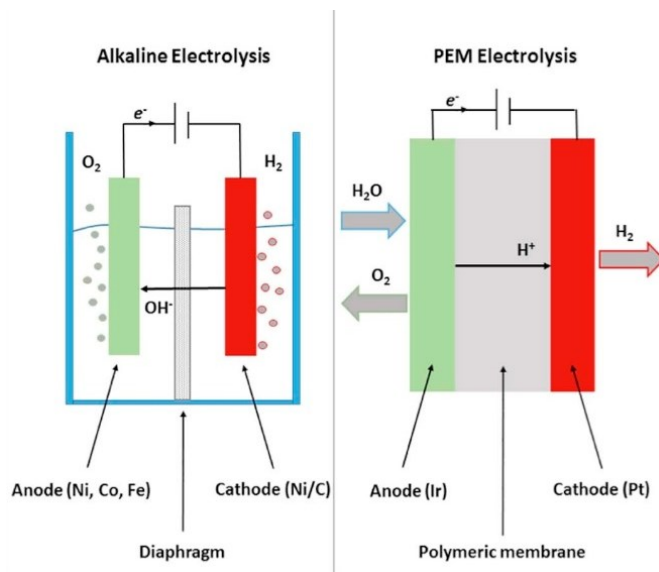 Alkaline Electrolysis
e-
O2
H2
OH-
Anode (Ni, Co, Fe)
Cathode (Ni/C)
Diaphragm
PEM Electrolysis
e-
H2O
H+
H2
O2
Anode (Ir)
Cathode (Pt)
Polymeric membrane